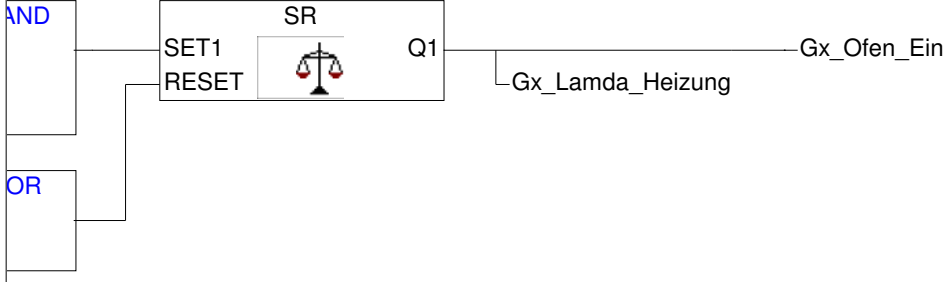 AND
SR
SET1
Q1
Gx_Ofen_Ein
RESET
Gx_Lamda_Heizung
OR